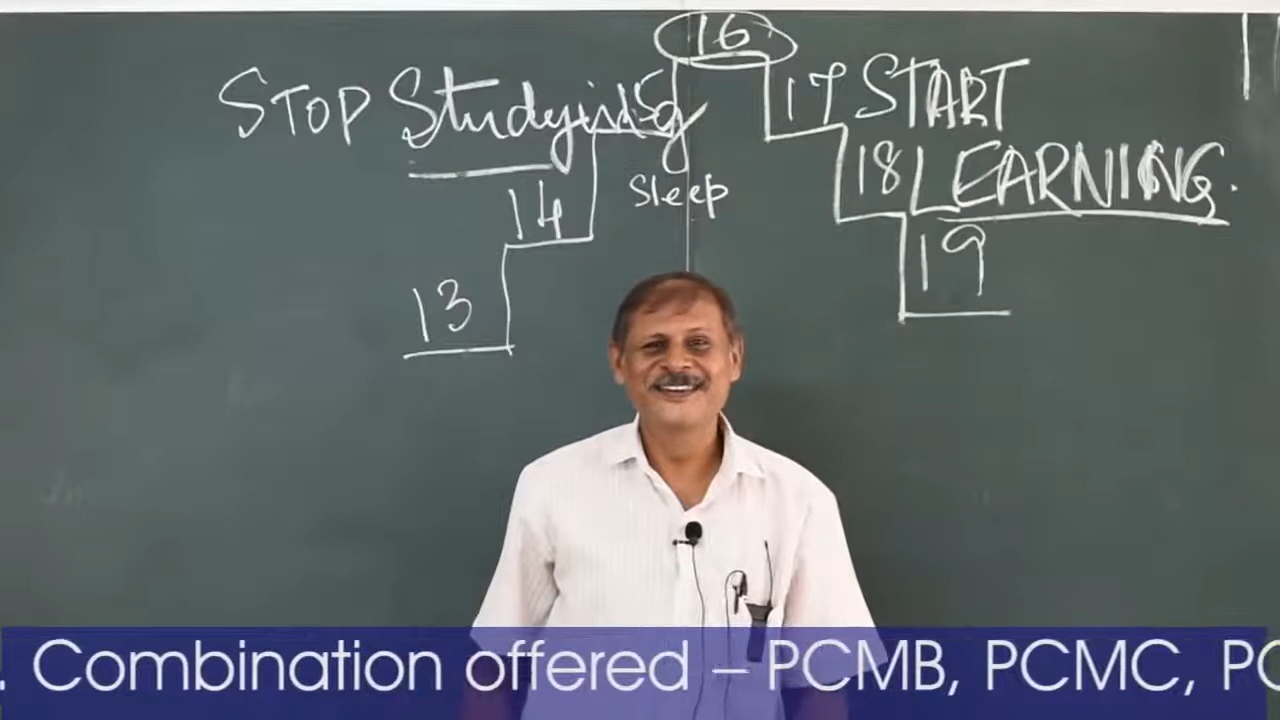 16
STOP Studying 15 17 START
14 Sleep 18 LEARNING.
13 19
. Combination offered – PCMB, PCMC, PC